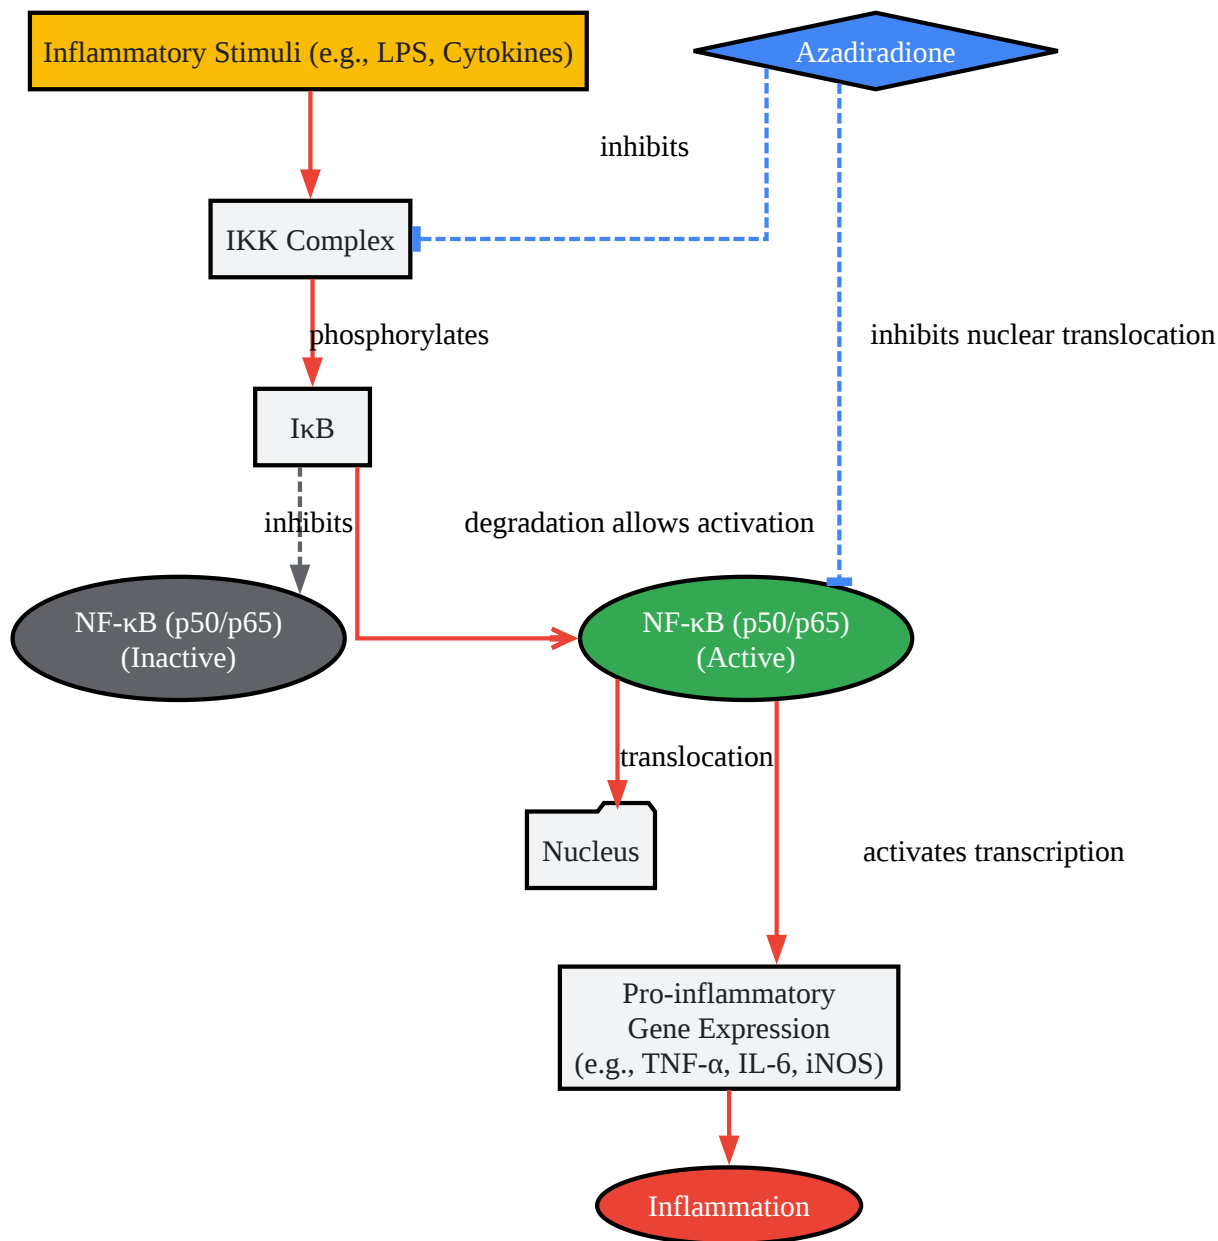 Inflammatory Stimuli (e.g., LPS, Cytokines)
Azadiradione
inhibits
IKK Complex
phosphorylates
inhibits nuclear translocation
IκB
inhibits
degradation allows activation
NF-κB (p50/p65)
(Inactive)
NF-κB (p50/p65)
(Active)
translocation
Nucleus
activates transcription
Pro-inflammatory
Gene Expression
(e.g., TNF-α, IL-6, iNOS)
Inflammation